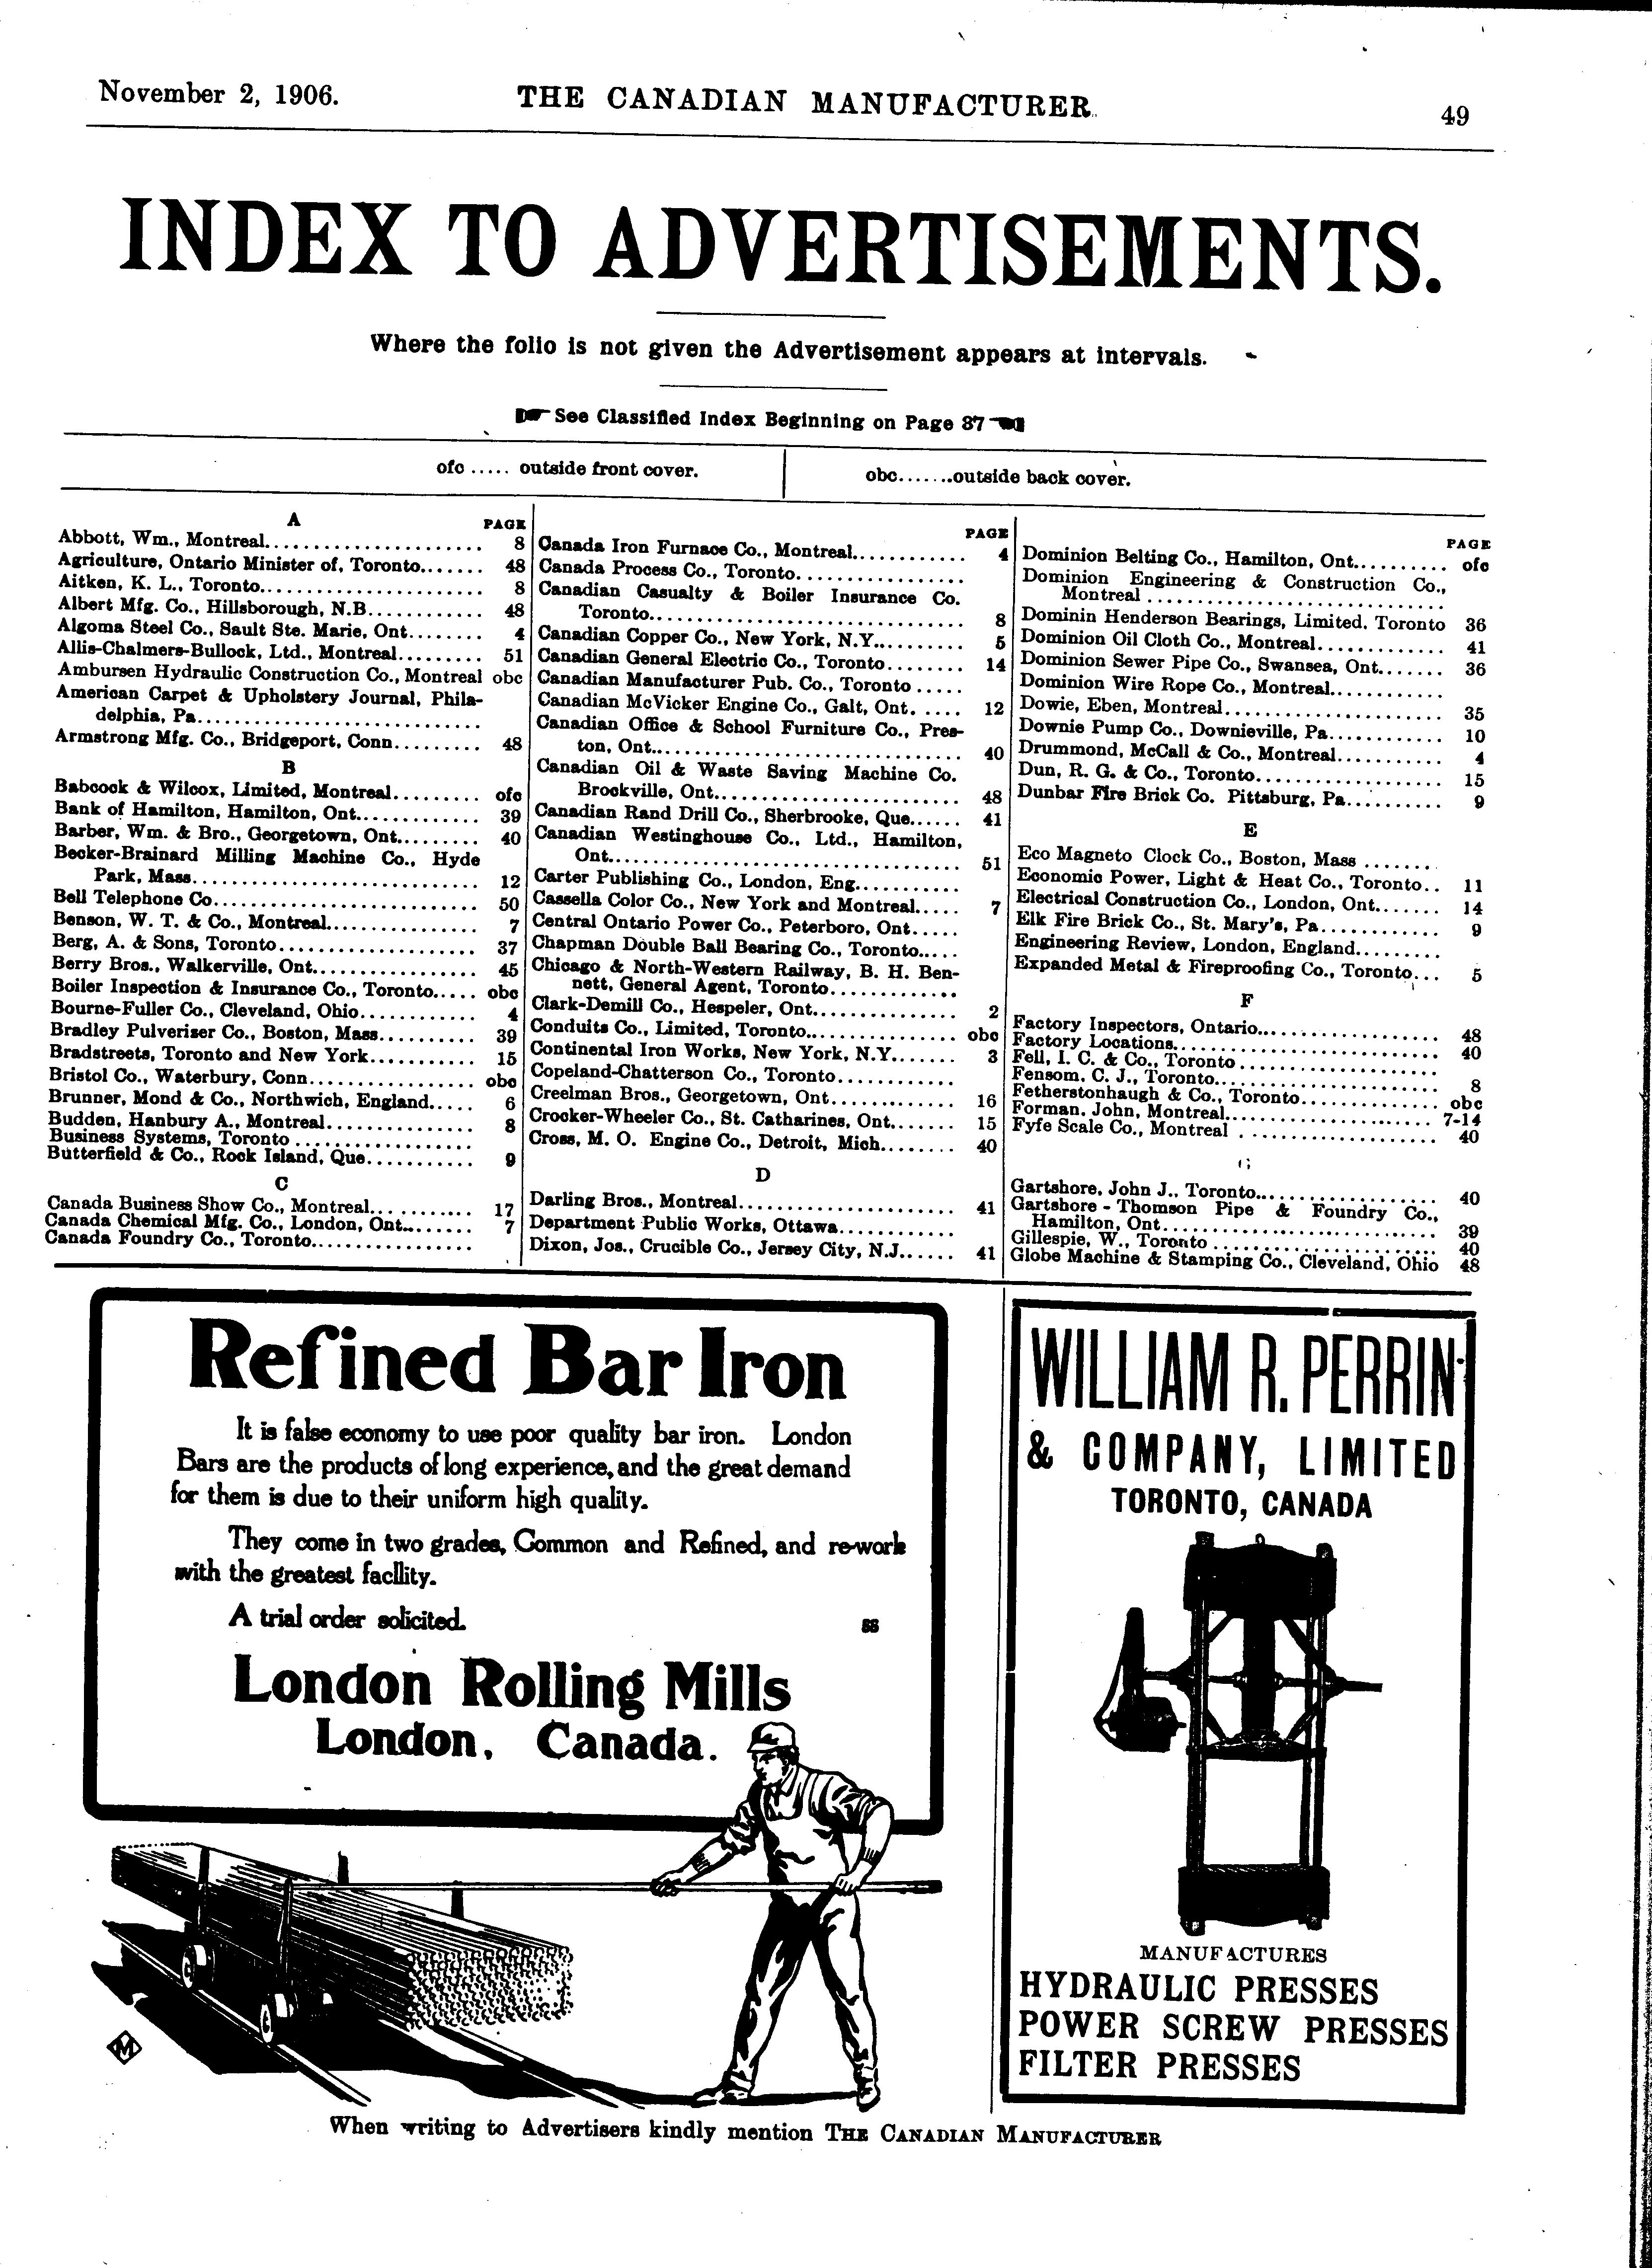 November 2, 1906.
THE CANADIAN MANUFACTURER.
49
INDEX TO ADVERTISEMENTS.
Where the folio is not given the Advertisement appears at intervals.
See Classified Index Beginning on Page 37
ofc ..... outside front cover.
obc.......outside back cover.
A
PAGE
Abbott, Wm., Montreal...................... 8
Agriculture, Ontario Minister of, Toronto....... 48
Aitken, K. L., Toronto....................... 8
Albert Mfg. Co., Hillsborough, N.B............ 48
Algoma Steel Co., Sault Ste. Marie, Ont........ 4
Allis-Chalmers-Bullock, Ltd., Montreal......... 51
Ambursen Hydraulic Construction Co., Montreal obc
American Carpet & Upholstery Journal, Phila-
delphia, Pa.............................
Armstrong Mfg. Co., Bridgeport, Conn......... 48
B
Babcock & Wilcox, Limited, Montreal......... ofc
Bank of Hamilton, Hamilton, Ont............. 39
Barber, Wm. & Bro., Georgetown, Ont......... 40
Becker-Brainard Milling Machine Co., Hyde
Park, Mass............................. 12
Bell Telephone Co........................... 50
Benson, W. T. & Co., Montreal................ 7
Berg, A. & Sons, Toronto..................... 37
Berry Bros., Walkerville, Ont................. 45
Boiler Inspection & Insurance Co., Toronto..... obc
Bourne-Fuller Co., Cleveland, Ohio............ 4
Bradley Pulveriser Co., Boston, Mass.......... 39
Bradstreets, Toronto and New York........... 15
Bristol Co., Waterbury, Conn................. obc
Brunner, Mond & Co., Northwich, England..... 6
Budden, Hanbury A., Montreal............... 8
Business Systems, Toronto ..................
Butterfield & Co., Rock Island, Que........... 9
C
Canada Business Show Co., Montreal........... 17
Canada Chemical Mfg. Co., London, Ont........ 7
Canada Foundry Co., Toronto................
PAGE
Canada Iron Furnace Co., Montreal............ 4
Canada Process Co., Toronto.................
Canadian Casualty & Boiler Insurance Co.
Toronto................................ 8
Canadian Copper Co., New York, N.Y.......... 5
Canadian General Electric Co., Toronto........ 14
Canadian Manufacturer Pub. Co., Toronto .....
Canadian McVicker Engine Co., Galt, Ont. ..... 12
Canadian Office & School Furniture Co., Pres-
ton, Ont............................... 40
Canadian Oil & Waste Saving Machine Co.
Brockville, Ont......................... 48
Canadian Rand Drill Co., Sherbrooke, Que...... 41
Canadian Westinghouse Co., Ltd., Hamilton,
Ont.................................... 51
Carter Publishing Co., London, Eng...........
Cassella Color Co., New York and Montreal..... 7
Central Ontario Power Co., Peterboro, Ont.....
Chapman Double Ball Bearing Co., Toronto.....
Chicago & North-Western Railway, B. H. Ben-
nett, General Agent, Toronto.............
Clark-Demill Co., Hespeler, Ont............... 2
Conduits Co., Limited, Toronto............... obc
Continental Iron Works, New York, N.Y....... 3
Copeland-Chatterson Co., Toronto............
Creelman Bros., Georgetown, Ont............. 16
Crocker-Wheeler Co., St. Catharines, Ont....... 15
Cross, M. O. Engine Co., Detroit, Mich........ 40
D
Darling Bros., Montreal...................... 41
Department Public Works, Ottawa............
Dixon, Jos., Crucible Co., Jersey City, N.J...... 41
PAGE
Dominion Belting Co., Hamilton, Ont.......... ofc
Dominion Engineering & Construction Co.,
Montreal ..............................
Dominin Henderson Bearings, Limited. Toronto 36
Dominion Oil Cloth Co., Montreal............. 41
Dominion Sewer Pipe Co., Swansea, Ont....... 36
Dominion Wire Rope Co., Montreal............
Dowie, Eben, Montreal...................... 35
Downie Pump Co., Downieville, Pa............ 10
Drummond, McCall & Co., Montreal........... 4
Dun, R. G. & Co., Toronto................... 15
Dunbar Fire Brick Co. Pittsburg, Pa.......... 9
E
Eco Magneto Clock Co., Boston, Mass ........
Economic Power, Light & Heat Co., Toronto.. 11
Electrical Construction Co., London, Ont....... 14
Elk Fire Brick Co., St. Mary's, Pa............ 9
Engineering Review, London, England.........
Expanded Metal & Fireproofing Co., Toronto... 5
F
Factory Inspectors, Ontario................... 48
Factory Locations........................... 40
Fell, I. C. & Co., Toronto ....................
Fensom, C. J., Toronto....................... 8
Fetherstonhaugh & Co., Toronto.............. obc
Forman, John, Montreal...................... 7-14
Fyfe Scale Co., Montreal .................... 40
G
Gartshore, John J., Toronto................... 40
Gartshore - Thomson Pipe & Foundry Co.,
Hamilton, Ont........................... 39
Gillespie, W., Toronto ....................... 40
Globe Machine & Stamping Co., Cleveland, Ohio 48
Refined Bar Iron
It is false economy to use poor quality bar iron. London
Bars are the products of long experience, and the great demand
for them is due to their uniform high quality.
They come in two grades, Common and Refined, and re-work
with the greatest facility.
A trial order solicited.
London Rolling Mills
London, Canada.
M
WILLIAM R. PERRIN
& COMPANY, LIMITED
TORONTO, CANADA
MANUFACTURES
HYDRAULIC PRESSES
POWER SCREW PRESSES
FILTER PRESSES
When writing to Advertisers kindly mention THE CANADIAN MANUFACTURER